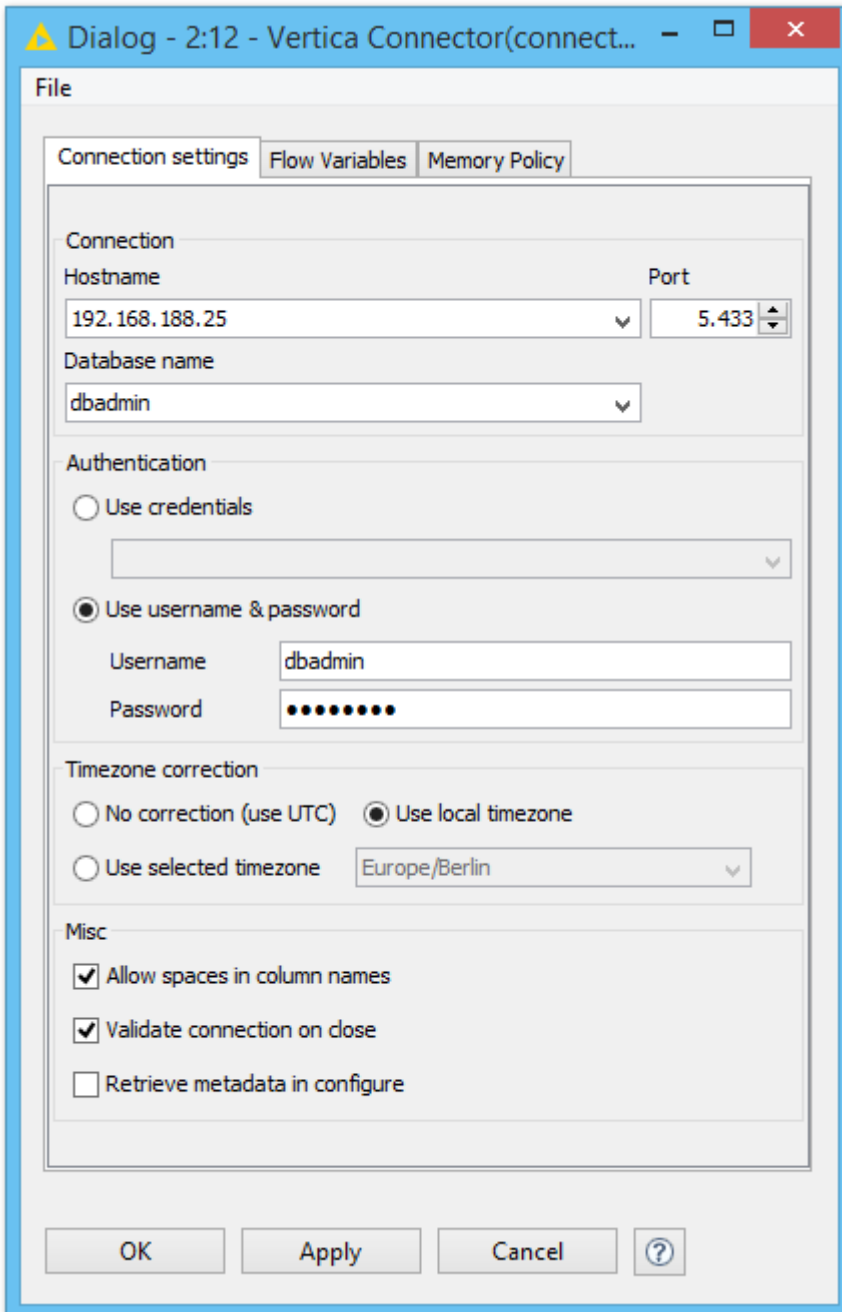 Dialog - 2:12 - Vertica Connector(connect...
File
Connection settings Flow Variables Memory Policy
Connection
Hostname Port
192.168.188.25 5.433
Database name
dbadmin
Authentication
Use credentials
Use username & password
Username dbadmin
Password ●●●●●●●●
Timezone correction
No correction (use UTC) Use local timezone
Use selected timezone Europe/Berlin
Misc
Allow spaces in column names
Validate connection on close
Retrieve metadata in configure
OK Apply Cancel ?